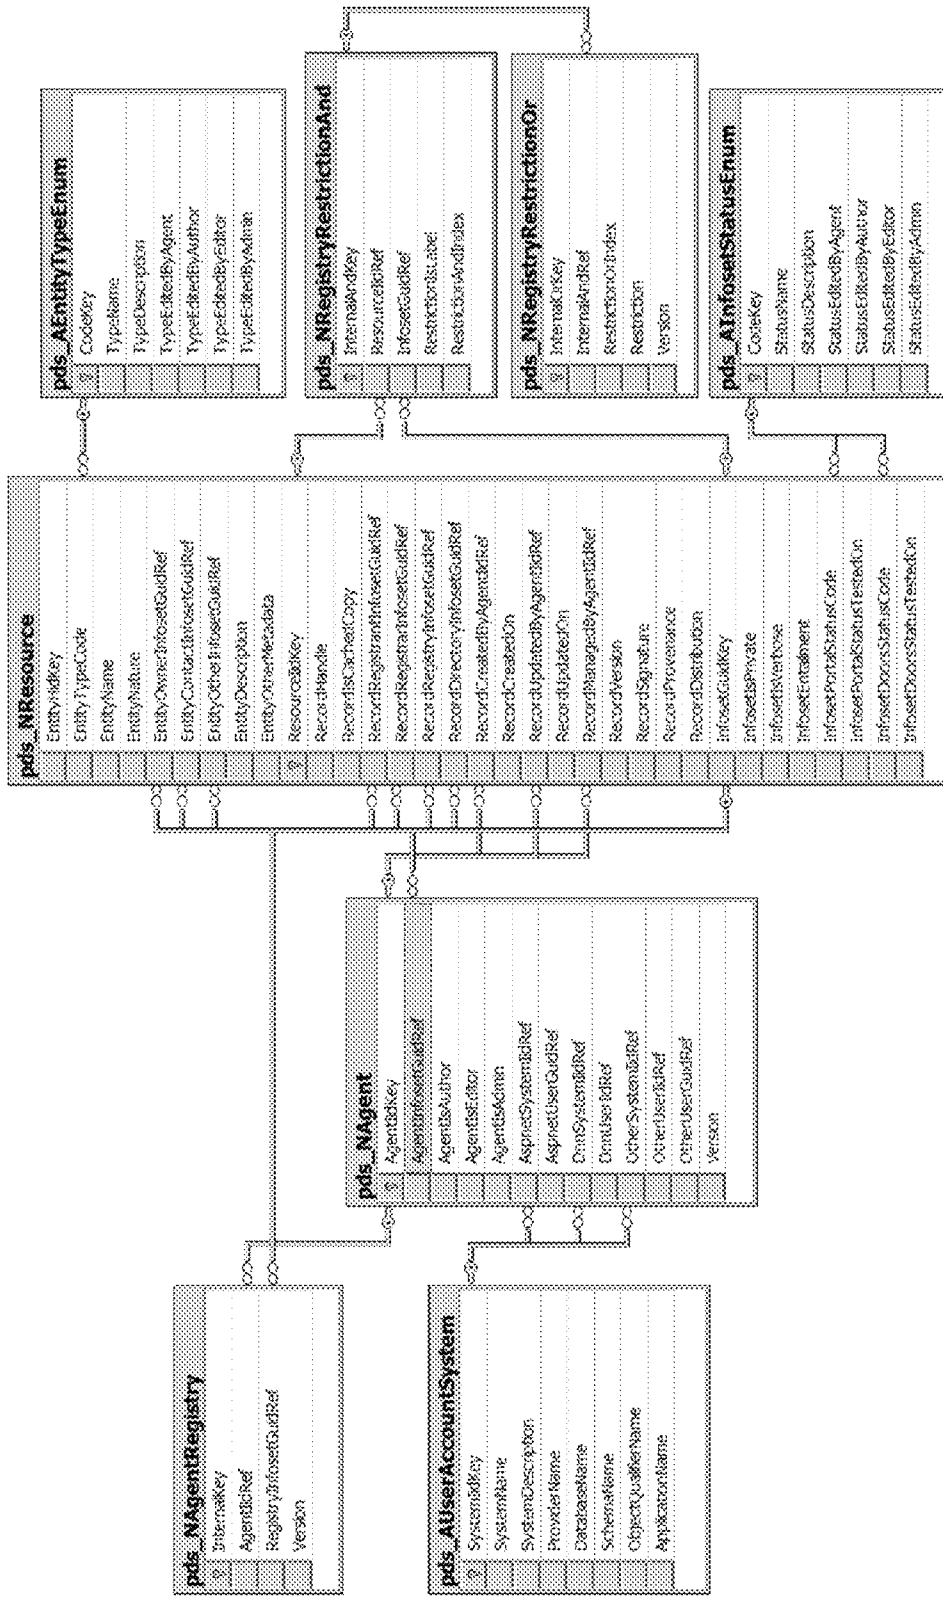 pds_NAgentRegistry
InternalKey
AgentIdRef
RegistryInfosetGuidRef
Version
pds_AUserAccountSystem
SystemIdKey
SystemName
SystemDescription
ProviderName
DatabaseName
SchemaName
ObjectQualifierName
ApplicationName
pds_NAgent
AgentIdKey
AgentInfosetGuidRef
AgentIsAuthor
AgentIsEditor
AgentIsAdmin
AspnetSystemIdRef
AspnetUserGuidRef
DnnSystemIdRef
DnnUserIdRef
OtherSystemIdRef
OtherUserIdRef
OtherUserGuidRef
Version
pds_NResource
EntityIdKey
EntityTypeCode
EntityName
EntityNature
EntityOwnerInfosetGuidRef
EntityContactInfosetGuidRef
EntityOtherInfosetGuidRef
EntityDescription
EntityOtherMetadata
ResourceIdKey
RecordHandle
RecordIsCachedCopy
RecordRegistrantInfosetGuidRef
RecordRegistrarInfosetGuidRef
RecordRegistryInfosetGuidRef
RecordDirectoryInfosetGuidRef
RecordCreatedByAgentIdRef
RecordCreatedOn
RecordUpdatedByAgentIdRef
RecordUpdatedOn
RecordManagedByAgentIdRef
RecordVersion
RecordSignature
RecordProvenance
RecordDistribution
InfosetGuidKey
InfosetIsPrivate
InfosetIsVerbose
InfosetEntailment
InfosetPortalStatusCode
InfosetPortalStatusTestedOn
InfosetDoorsStatusCode
InfosetDoorsStatusTestedOn
pds_AEntityTypeEnum
CodeKey
TypeName
TypeDescription
TypeEditedByAgent
TypeEditedByAuthor
TypeEditedByEditor
TypeEditedByAdmin
pds_NRegistryRestrictionAnd
InternalAndKey
ResourceIdRef
InfosetGuidRef
RestrictionIsLabel
RestrictionAndIndex
pds_NRegistryRestrictionOr
InternalOrKey
InternalAndRef
RestrictionOrIndex
Restriction
Version
pds_AInfosetStatusEnum
CodeKey
StatusName
StatusDescription
StatusEditedByAgent
StatusEditedByAuthor
StatusEditedByEditor
StatusEditedByAdmin